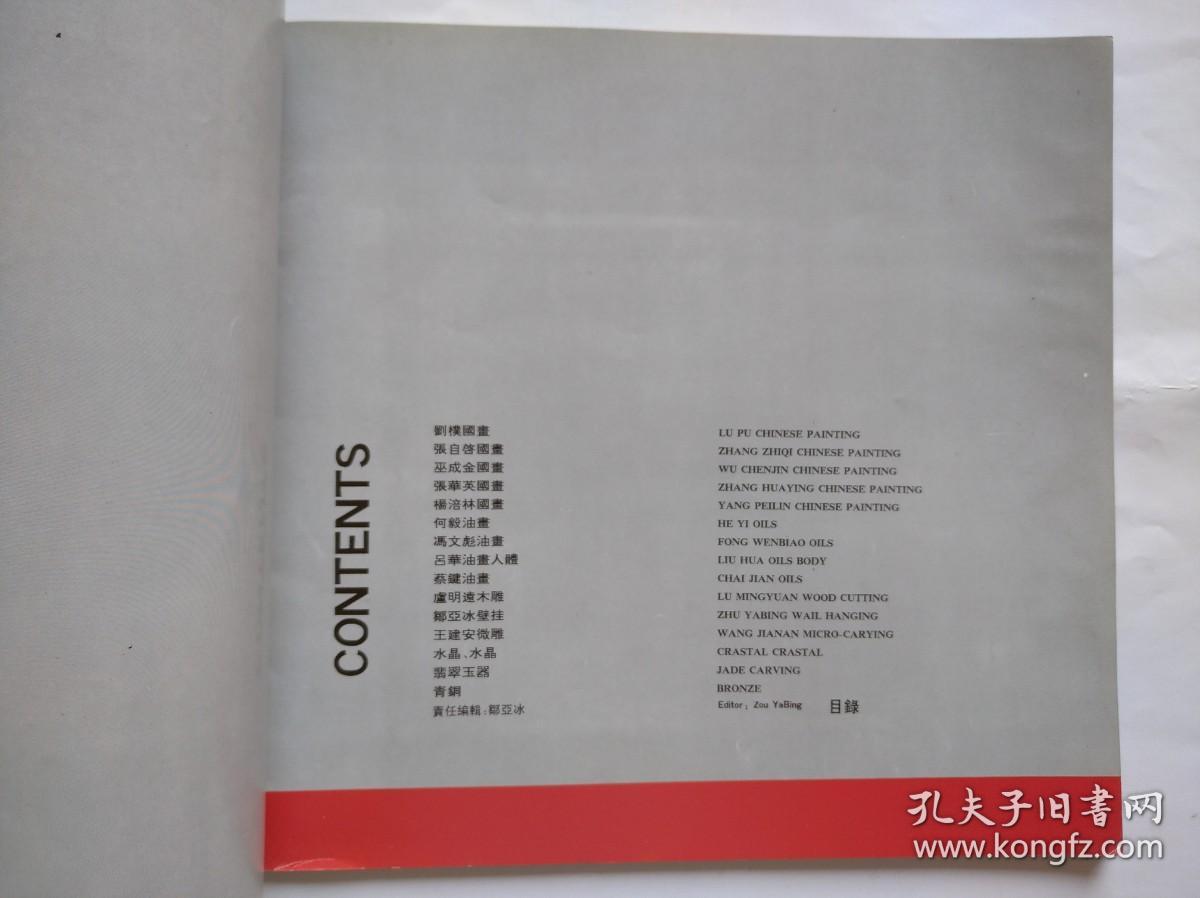 CONTENTS
劉樸國畫
張自啓國畫
巫成金國畫
張華英國畫
楊涪林國畫
何毅油畫
馮文彪油畫
呂華油畫人體
蔡鍵油畫
盧明遠木雕
鄒亞冰壁挂
王建安微雕
水晶、水晶
翡翠玉器
青銅
責任編輯:鄒亞冰
LU PU CHINESE PAINTING
ZHANG ZHIQI CHINESE PAINTING
WU CHENJIN CHINESE PAINTING
ZHANG HUAYING CHINESE PAINTING
YANG PEILIN CHINESE PAINTING
HE YI OILS
FONG WENBIAO OILS
LIU HUA OILS BODY
CHAI JIAN OILS
LU MINGYUAN WOOD CUTTING
ZHU YABING WAIL HANGING
WANG JIANAN MICRO-CARYING
CRASTAL CRASTAL
JADE CARVING
BRONZE
Editor; Zou YaBing
目錄
孔夫子旧书网
www.kongfz.com